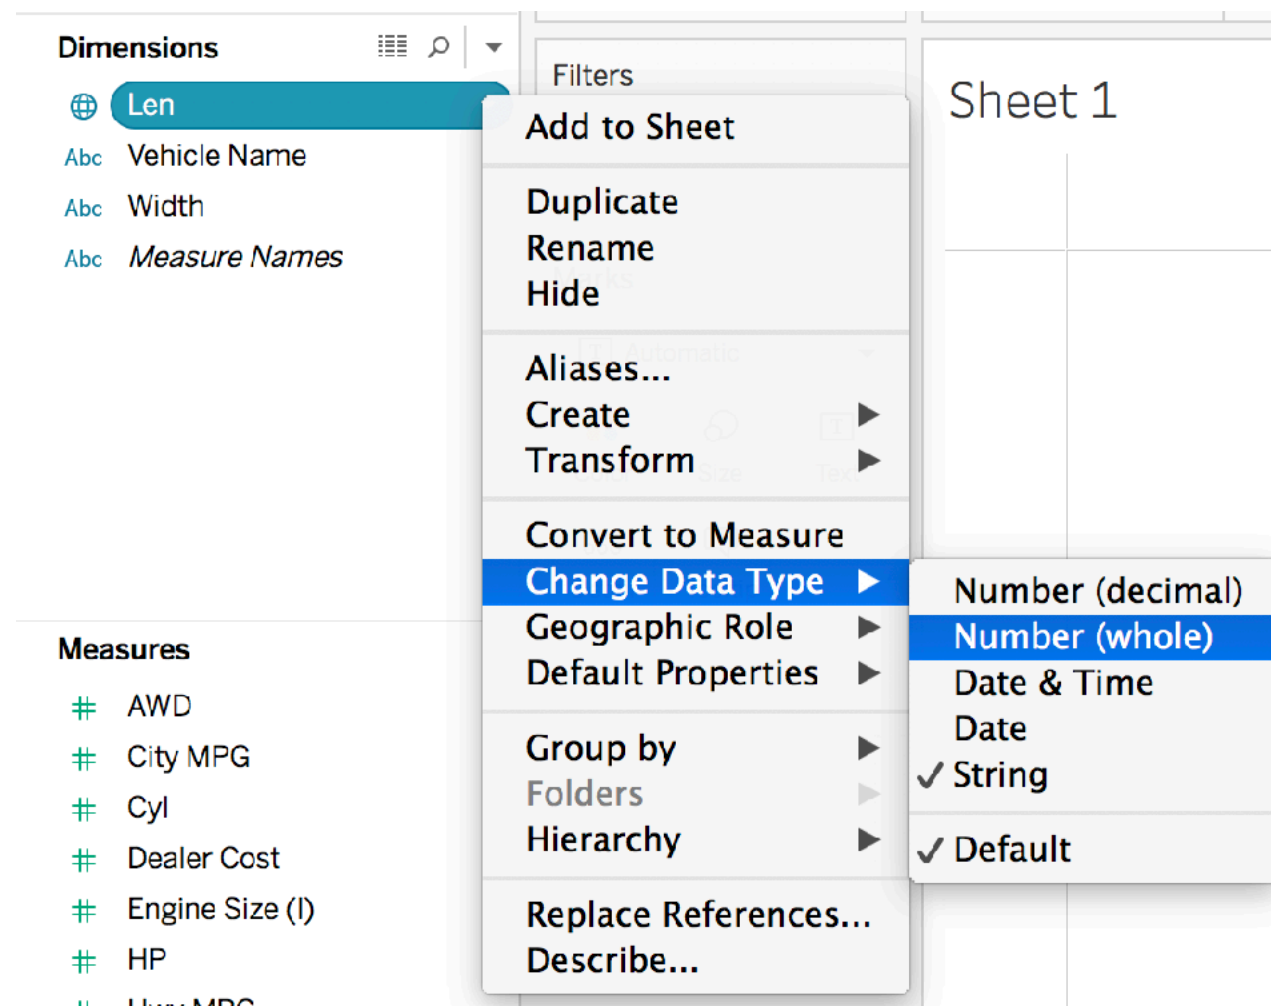 Dimensions
Len
Abc Vehicle Name
Abc Width
Abc Measure Names
Measures
AWD
City MPG
Cyl
Dealer Cost
Engine Size (l)
HP
Filters
Add to Sheet
Duplicate
Rename
Hide
Aliases...
Automatic
Create
Transform
Size
Convert to Measure
Change Data Type
Geographic Role
Default Properties
Group by
Folders
Hierarchy
Replace References...
Describe...
Number (decimal)
Number (whole)
Date & Time
Date
String
Default
Sheet 1